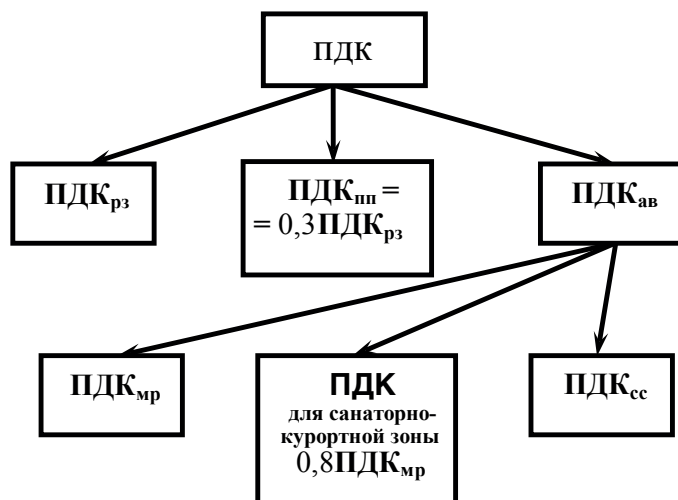 ПДК
ПДКрз
ПДКпп =
= 0,3ПДКрз
ПДКав
ПДКмр
ПДК
для санаторно-
курортной зоны
0,8ПДКмр
ПДКсс